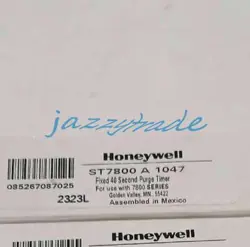 jazzytrade
Honeywell
ST7800 A 1047
Fixed 40 Second Purge Timer
For use with 7800 SERIES
Golden Valley, MN., 55422
Assembled in Mexico
085267087025
2323L
Honeywell